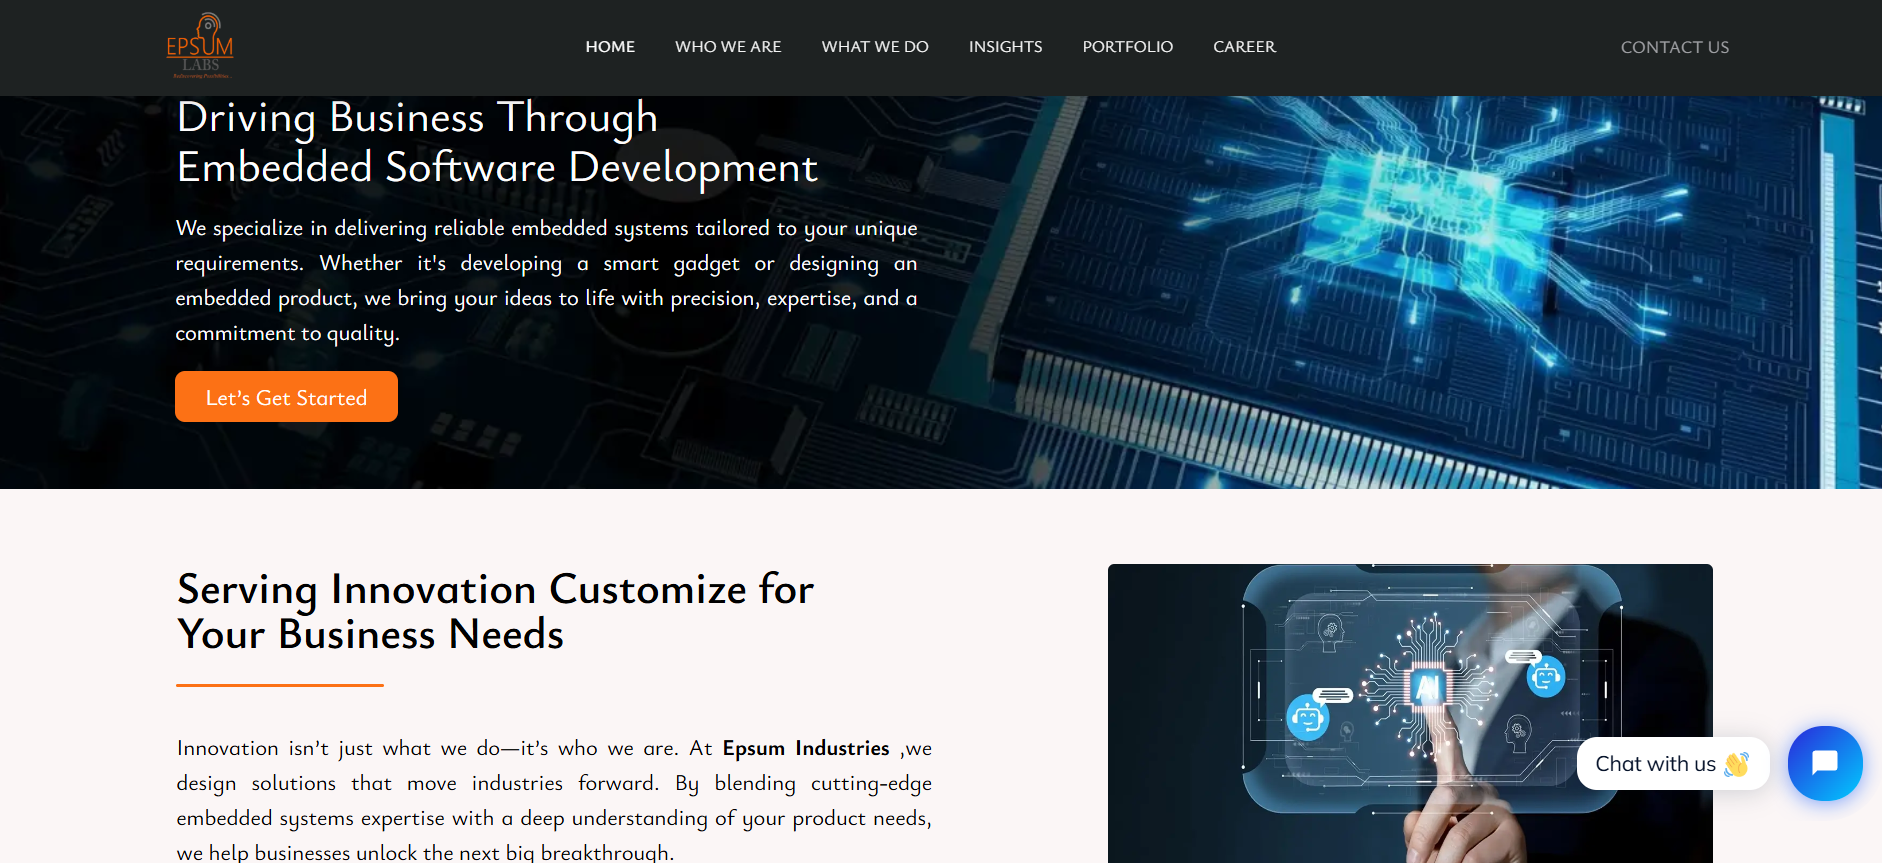 EPSUM
LABS
HOME
WHO WE ARE
WHAT WE DO
INSIGHTS
PORTFOLIO
CAREER
CONTACT US
Driving Business Through
Embedded Software Development
We specialize in delivering reliable embedded systems tailored to your unique
requirements. Whether it's developing a smart gadget or designing an
embedded product, we bring your ideas to life with precision, expertise, and a
commitment to quality.
Let's Get Started
Serving Innovation Customize for
Your Business Needs
Innovation isn't just what we do—it's who we are. At Epsum Industries ,we
design solutions that move industries forward. By blending cutting-edge
embedded systems expertise with a deep understanding of your product needs,
we help businesses unlock the next big breakthrough.
AI
Chat with us 👋